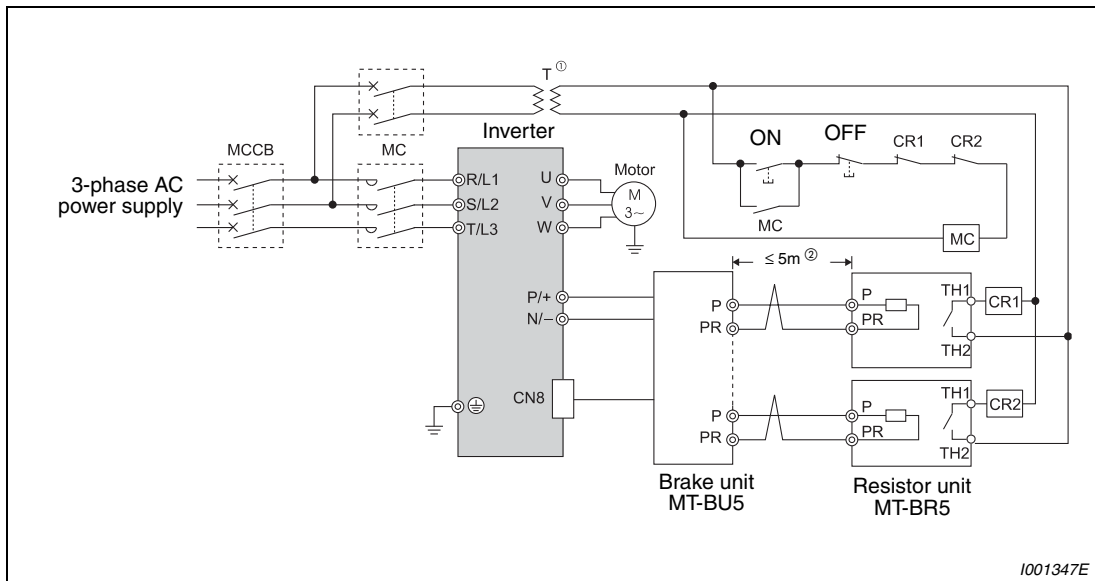 T ①
Inverter
MCCB
MC
ON
OFF
CR1
CR2
3-phase AC
power supply
R/L1
S/L2
T/L3
U
V
W
Motor
M
3~
MC
MC
≤ 5m ②
P/+
N/−
CN8
P
PR
P
PR
TH1
TH2
CR1
P
PR
P
PR
TH1
TH2
CR2
Brake unit
MT-BU5
Resistor unit
MT-BR5
I001347E